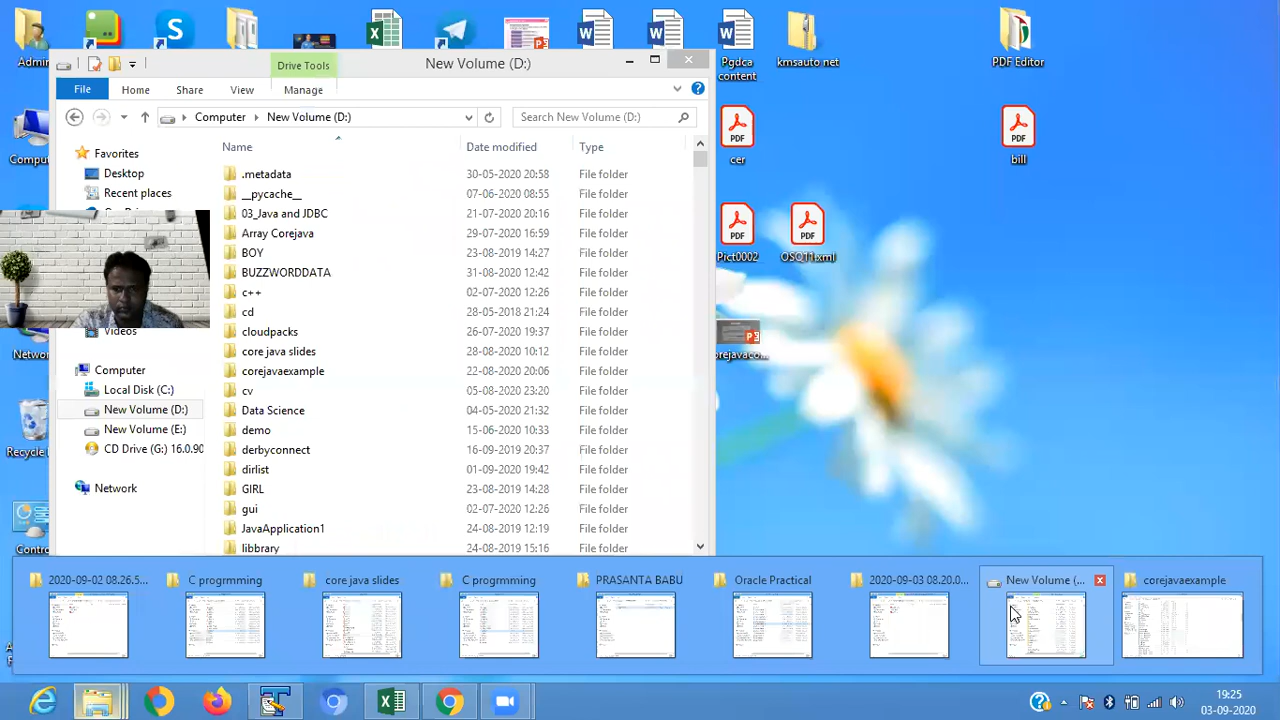 Admin
Pgdca
content
kmsauto net
PDF Editor
Drive Tools
New Volume (D:)
File
Home
Share
View
Manage
Computer
New Volume (D:)
Search New Volume (D:)
Name
Date modified
Type
Favorites
Desktop
Recent places
Videos
Computer
Local Disk (C:)
New Volume (D:)
New Volume (E:)
CD Drive (G:) 16.0.90
Network
.metadata 30-05-2020 20:58 File folder
__pycache__ 07-06-2020 08:55 File folder
03_Java and JDBC 21-07-2020 20:16 File folder
Array Corejava 29-07-2020 16:59 File folder
BOY 23-08-2019 14:27 File folder
BUZZWORDDATA 31-08-2020 12:42 File folder
c++ 02-07-2020 12:26 File folder
cd 28-05-2018 21:24 File folder
cloudpacks 26-07-2020 19:37 File folder
core java slides 28-08-2020 10:12 File folder
corejavaexample 22-08-2020 20:06 File folder
cv 05-08-2020 23:20 File folder
Data Science 04-05-2020 21:32 File folder
demo 15-06-2020 10:33 File folder
derbyconnect 16-09-2019 20:37 File folder
dirlist 01-09-2020 19:42 File folder
GIRL 23-08-2019 14:28 File folder
gui 02-07-2020 12:26 File folder
JavaApplication1 24-08-2019 12:19 File folder
libbrary 24-08-2019 15:16 File folder
PDF
cer
PDF
bill
PDF
Pict0002
PDF
OSQ11.xml
orejavaco...
Comput
Networ
Recycle
Contro
2020-09-02 08.26.5...
C progrmming
core java slides
C progrmming
PRASANTA BABU
Oracle Practical
2020-09-03 08.20.0...
New Volume (...
corejavaexample
19:25
03-09-2020